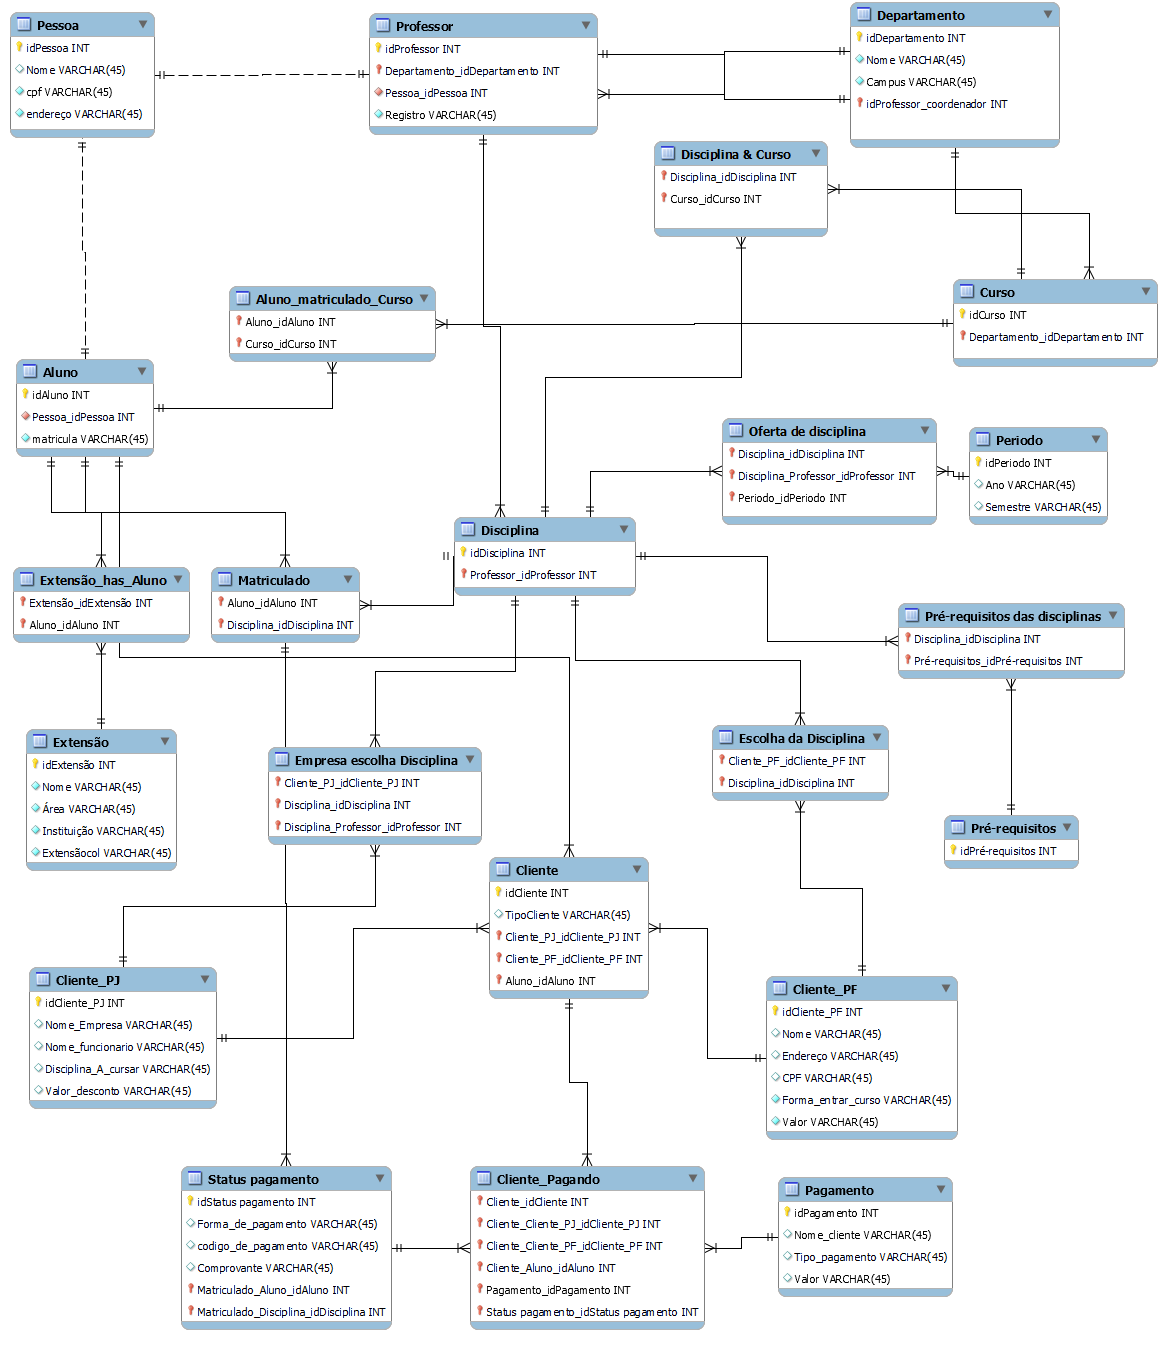 Pessoa
idPessoa INT
Nome VARCHAR(45)
cpf VARCHAR(45)
endereço VARCHAR(45)
Professor
idProfessor INT
Departamento_idDepartamento INT
Pessoa_idPessoa INT
Registro VARCHAR(45)
Departamento
idDepartamento INT
Nome VARCHAR(45)
Campus VARCHAR(45)
idProfessor_coordenador INT
Disciplina & Curso
Disciplina_idDisciplina INT
Curso_idCurso INT
Aluno_matriculado_Curso
Aluno_idAluno INT
Curso_idCurso INT
Curso
idCurso INT
Departamento_idDepartamento INT
Aluno
idAluno INT
Pessoa_idPessoa INT
matricula VARCHAR(45)
Oferta de disciplina
Disciplina_idDisciplina INT
Disciplina_Professor_idProfessor INT
Periodo_idPeriodo INT
Periodo
idPeriodo INT
Ano VARCHAR(45)
Semestre VARCHAR(45)
Disciplina
idDisciplina INT
Professor_idProfessor INT
Extensão_has_Aluno
Extensão_idExtensão INT
Aluno_idAluno INT
Matriculado
Aluno_idAluno INT
Disciplina_idDisciplina INT
Pré-requisitos das disciplinas
Disciplina_idDisciplina INT
Pré-requisitos_idPré-requisitos INT
Extensão
idExtensão INT
Nome VARCHAR(45)
Área VARCHAR(45)
Instituição VARCHAR(45)
Extensãocol VARCHAR(45)
Empresa escolha Disciplina
Cliente_PJ_idCliente_PJ INT
Disciplina_idDisciplina INT
Disciplina_Professor_idProfessor INT
Escolha da Disciplina
Cliente_PF_idCliente_PF INT
Disciplina_idDisciplina INT
Pré-requisitos
idPré-requisitos INT
Cliente
idCliente INT
TipoCliente VARCHAR(45)
Cliente_PJ_idCliente_PJ INT
Cliente_PF_idCliente_PF INT
Aluno_idAluno INT
Cliente_PJ
idCliente_PJ INT
Nome_Empresa VARCHAR(45)
Nome_funcionario VARCHAR(45)
Disciplina_A_cursar VARCHAR(45)
Valor_desconto VARCHAR(45)
Cliente_PF
idCliente_PF INT
Nome VARCHAR(45)
Endereço VARCHAR(45)
CPF VARCHAR(45)
Forma_entrar_curso VARCHAR(45)
Valor VARCHAR(45)
Status pagamento
idStatus pagamento INT
Forma_de_pagamento VARCHAR(45)
codigo_de_pagamento VARCHAR(45)
Comprovante VARCHAR(45)
Matriculado_Aluno_idAluno INT
Matriculado_Disciplina_idDisciplina INT
Cliente_Pagando
Cliente_idCliente INT
Cliente_Cliente_PJ_idCliente_PJ INT
Cliente_Cliente_PF_idCliente_PF INT
Cliente_Aluno_idAluno INT
Pagamento_idPagamento INT
Status pagamento_idStatus pagamento INT
Pagamento
idPagamento INT
Nome_cliente VARCHAR(45)
Tipo_pagamento VARCHAR(45)
Valor VARCHAR(45)